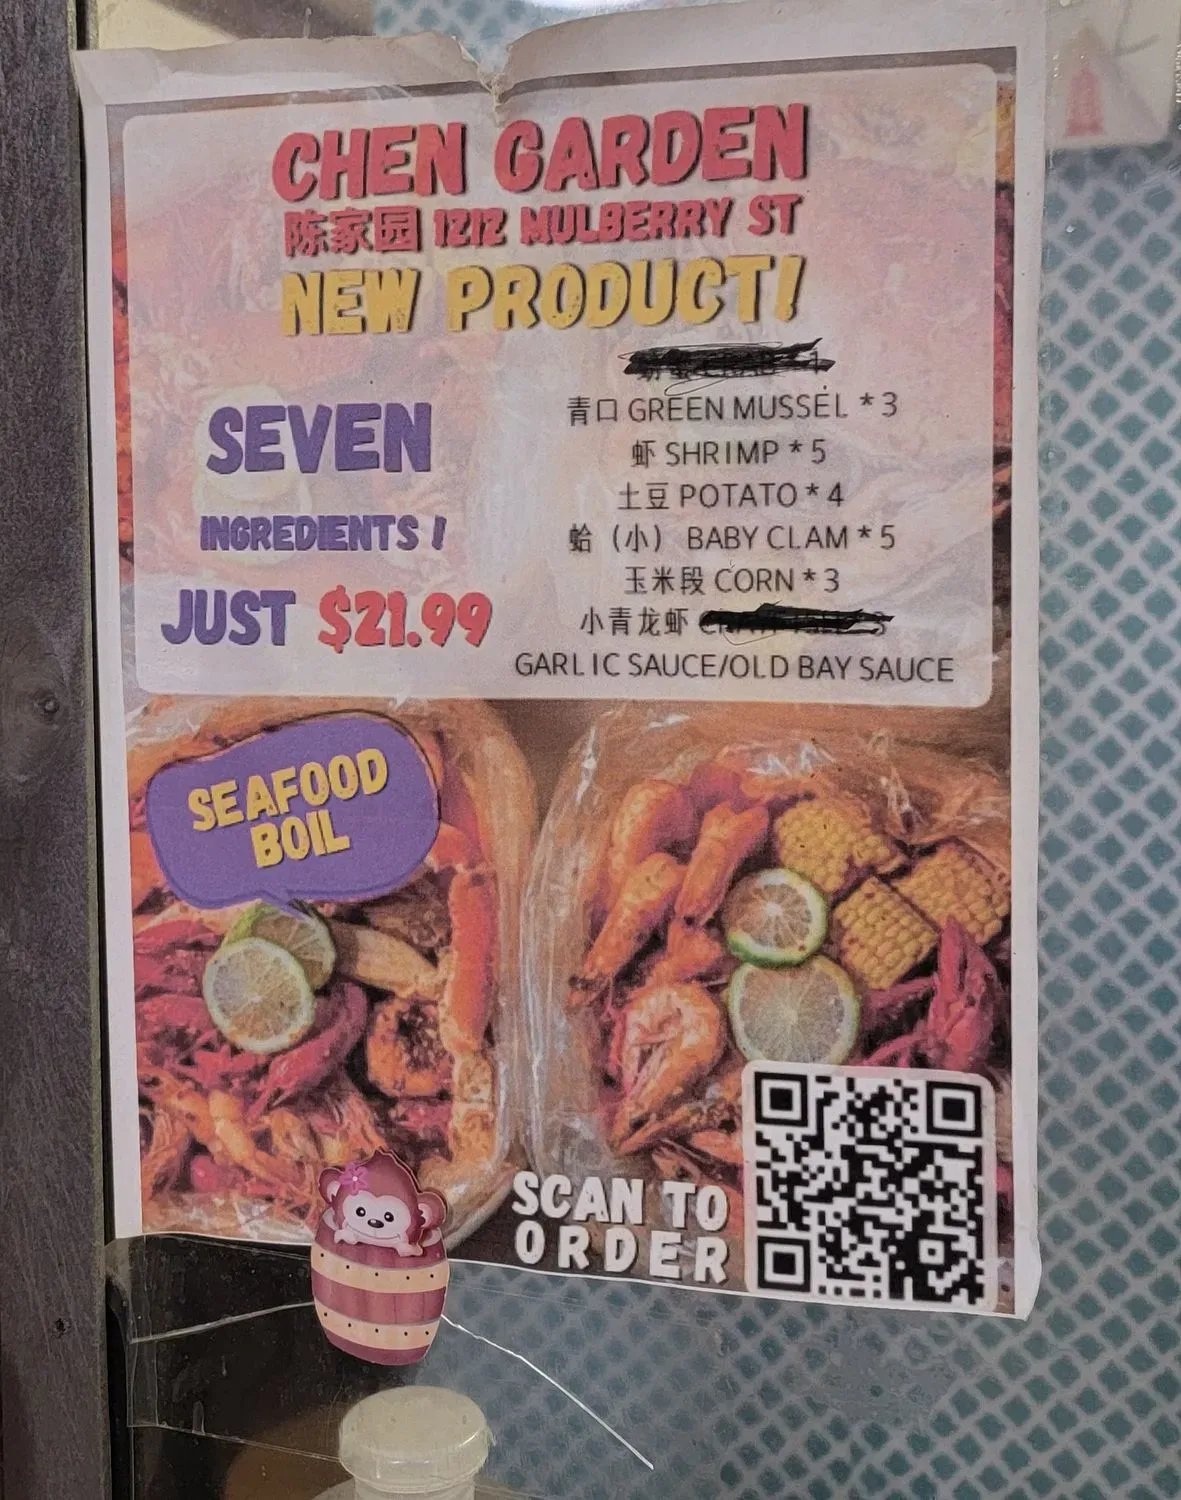 CHEN GARDEN
陈家园 1212 MULBERRY ST
NEW PRODUCT!
SEVEN
INGREDIENTS!
JUST $21.99
青口 GREEN MUSSEL * 3
虾 SHRIMP * 5
土豆 POTATO * 4
蛤（小） BABY CLAM * 5
玉米段 CORN * 3
小青龙虾
GARLIC SAUCE/OLD BAY SAUCE
SEAFOOD
BOIL
SCAN TO
ORDER